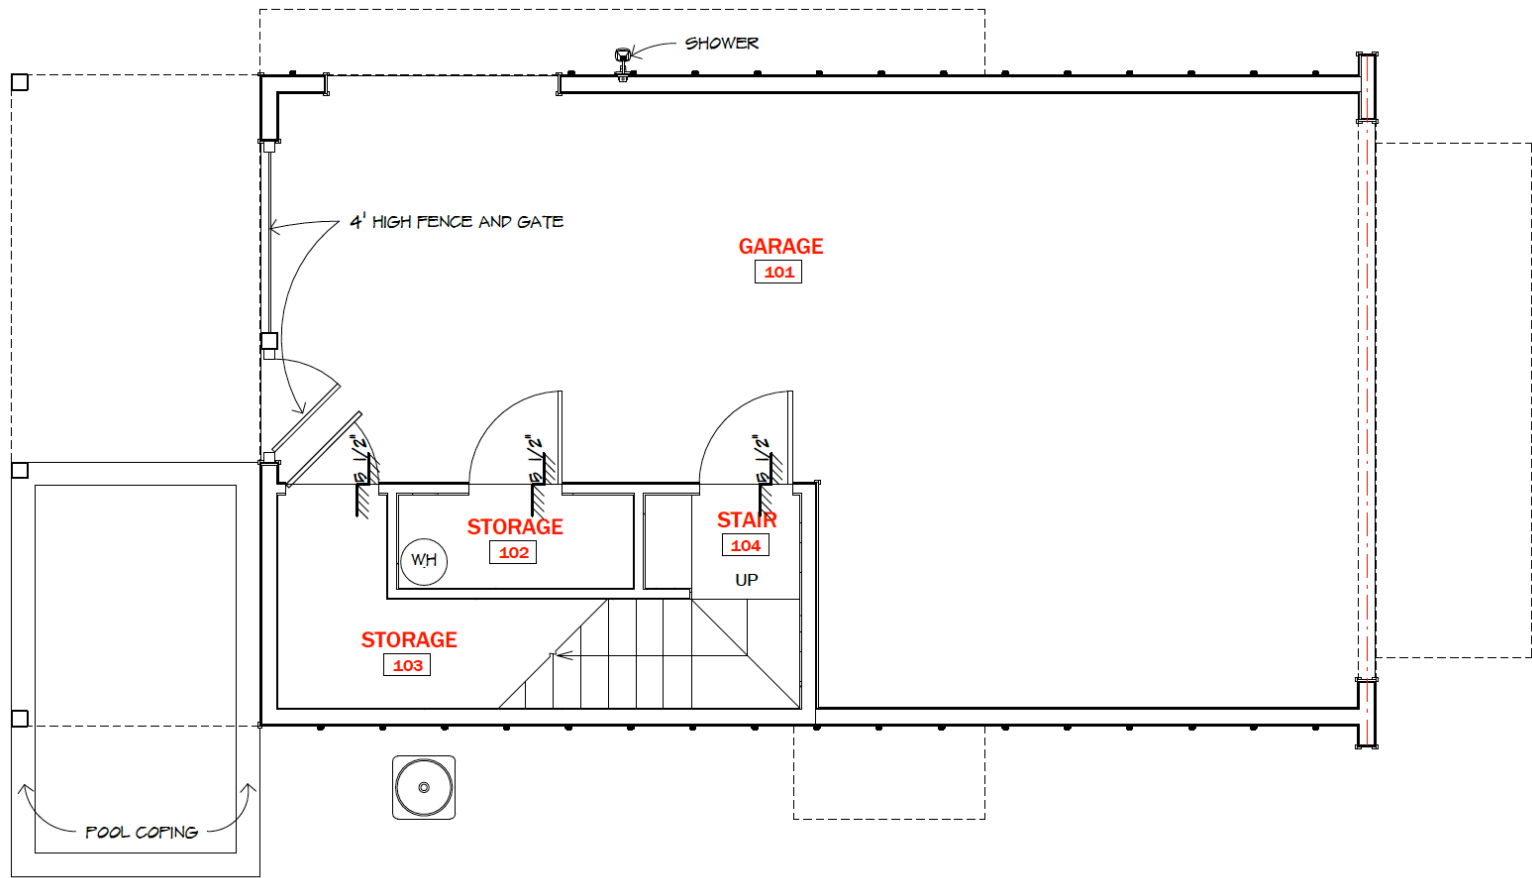 SHOWER
4' HIGH FENCE AND GATE
GARAGE
101
5 1/2"
5 1/2"
5 1/2"
STORAGE
102
STAIR
104
WH
UP
STORAGE
103
POOL COPING